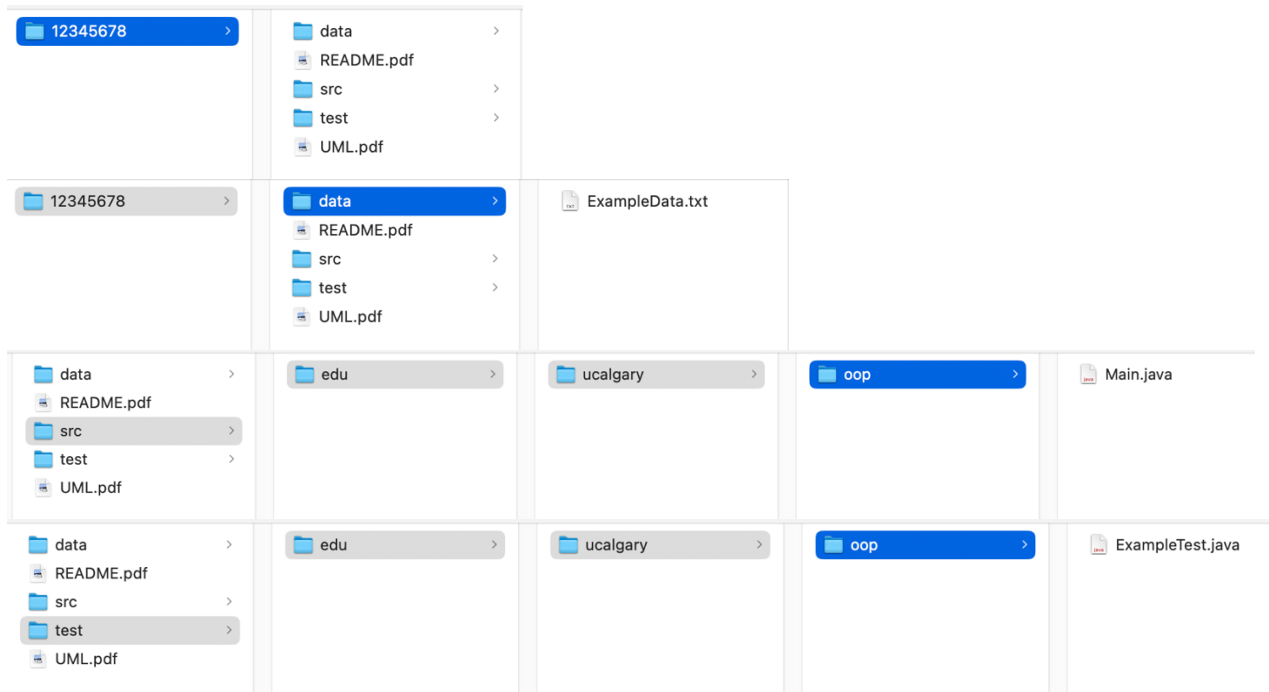 12345678 data
README.pdf
src
test
UML.pdf
12345678 data ExampleData.txt
README.pdf
src
test
UML.pdf
data edu ucalgary oop Main.java
README.pdf
src
test
UML.pdf
data edu ucalgary oop ExampleTest.java
README.pdf
src
test
UML.pdf